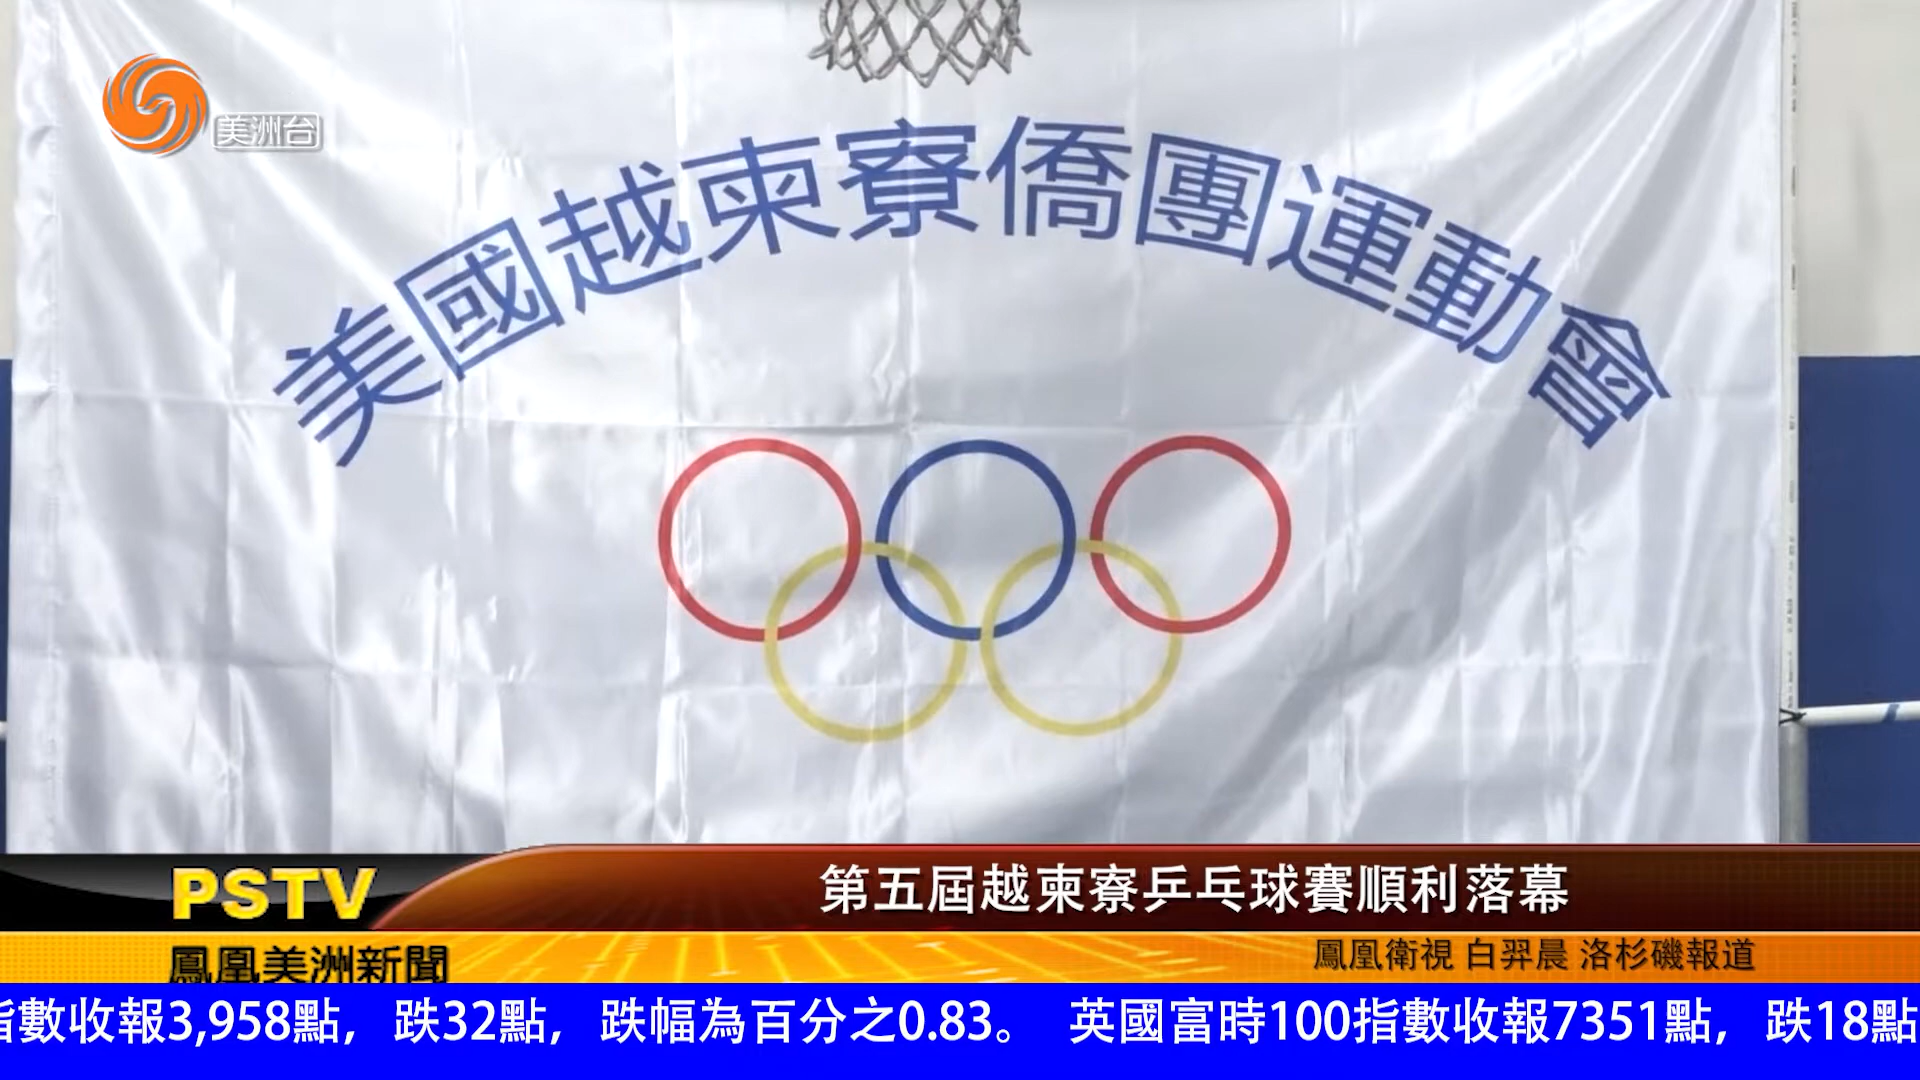 美洲台
美國越柬寮僑團運動會
PSTV
第五屆越柬寮乒乓球賽順利落幕
鳳凰美洲新聞
鳳凰衛視 白羿晨 洛杉磯報道
指數收報3,958點，跌32點，跌幅為百分之0.83。 英國富時100指數收報7351點，跌18點